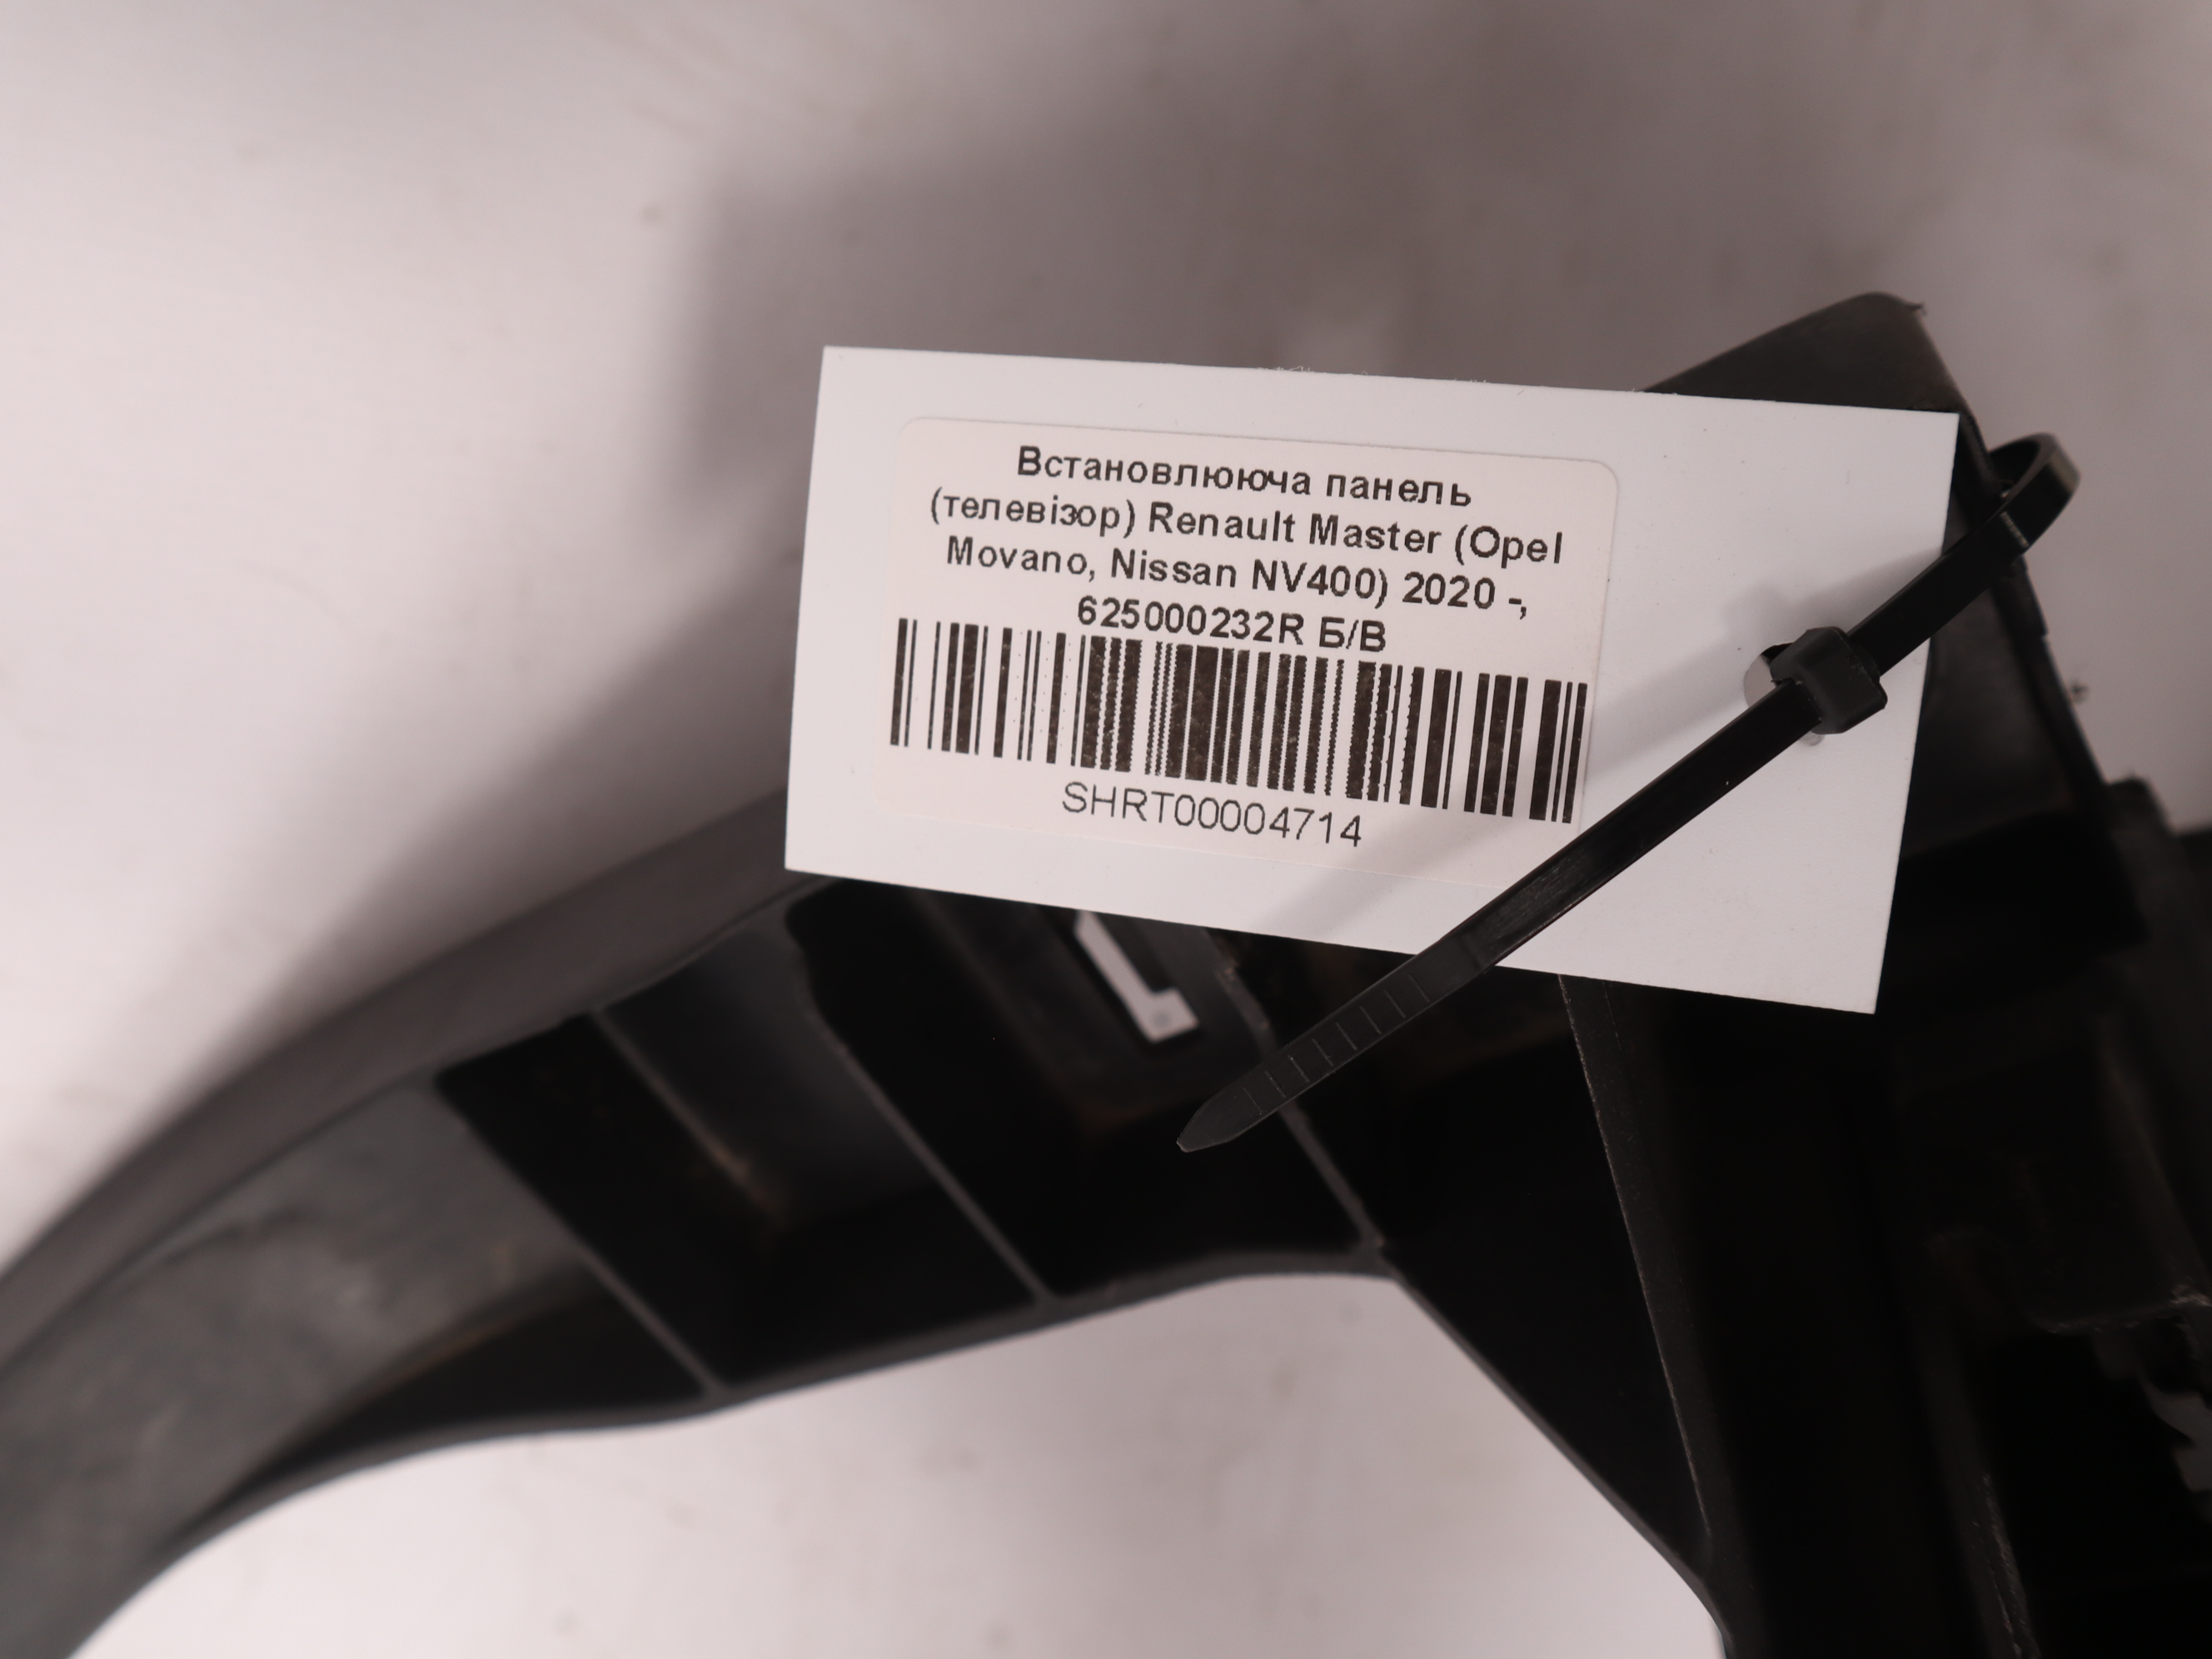 Встановлююча панель
(телевізор) Renault Master (Opel
Movano, Nissan NV400) 2020 -,
625000232R Б/В
SHRT00004714